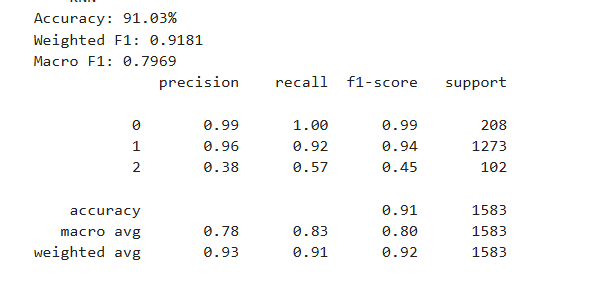 Accuracy: 91.03%
Weighted F1: 0.9181
Macro F1: 0.7969
precision recall f1-score support
0 0.99 1.00 0.99 208
1 0.96 0.92 0.94 1273
2 0.38 0.57 0.45 102
accuracy 0.91 1583
macro avg 0.78 0.83 0.80 1583
weighted avg 0.93 0.91 0.92 1583